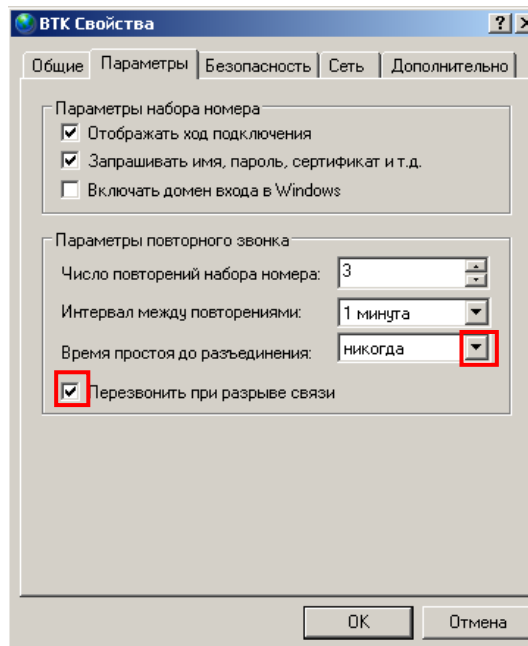 ВТК Свойства
Общие Параметры Безопасность Сеть Дополнительно
Параметры набора номера
Отображать ход подключения
Запрашивать имя, пароль, сертификат и т.д.
Включать домен входа в Windows
Параметры повторного звонка
Число повторений набора номера: 3
Интервал между повторениями: 1 минута
Время простоя до разъединения: никогда
Перезвонить при разрыве связи
OK Отмена